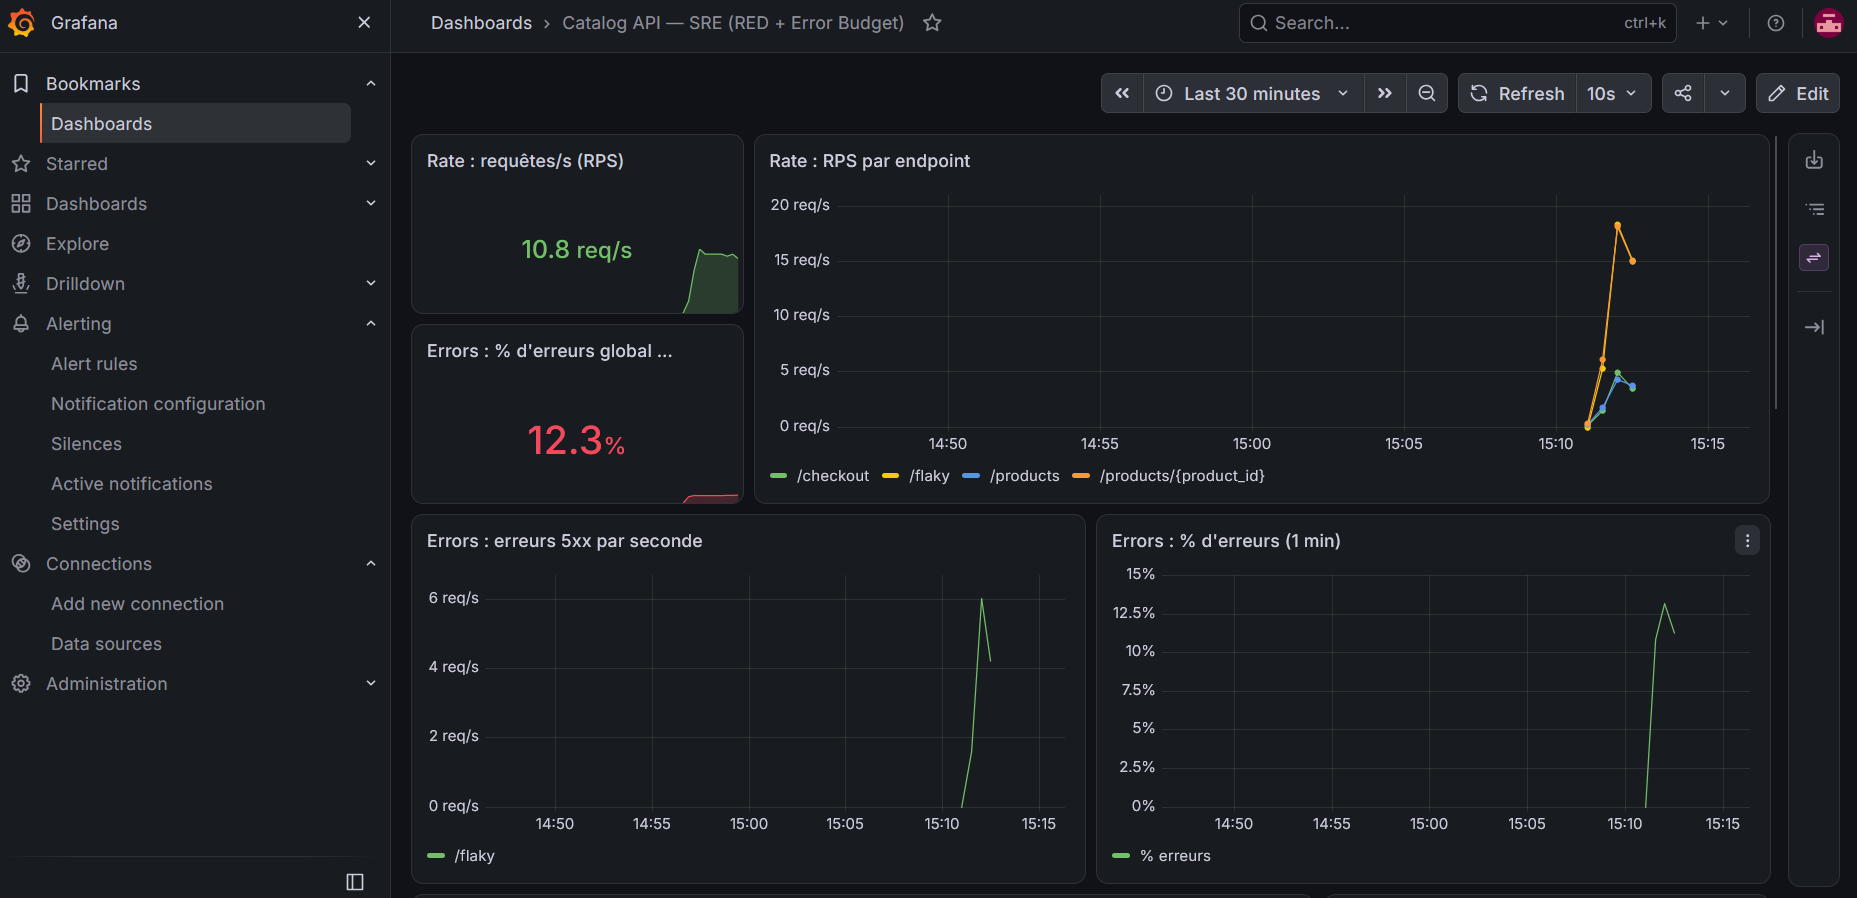 Grafana
Dashboards › Catalog API — SRE (RED + Error Budget)
Search...
ctrl+k
Bookmarks
Dashboards
Starred
Dashboards
Explore
Drilldown
Alerting
Alert rules
Notification configuration
Silences
Active notifications
Settings
Connections
Add new connection
Data sources
Administration
Last 30 minutes
Refresh
10s
Edit
Rate : requêtes/s (RPS)
10.8 req/s
Errors : % d'erreurs global ...
12.3%
Rate : RPS par endpoint
20 req/s
15 req/s
10 req/s
5 req/s
0 req/s
14:50 14:55 15:00 15:05 15:10 15:15
/checkout /flaky /products /products/{product_id}
Errors : erreurs 5xx par seconde
6 req/s
4 req/s
2 req/s
0 req/s
14:50 14:55 15:00 15:05 15:10 15:15
/flaky
Errors : % d'erreurs (1 min)
15%
12.5%
10%
7.5%
5%
2.5%
0%
14:50 14:55 15:00 15:05 15:10 15:15
% erreurs